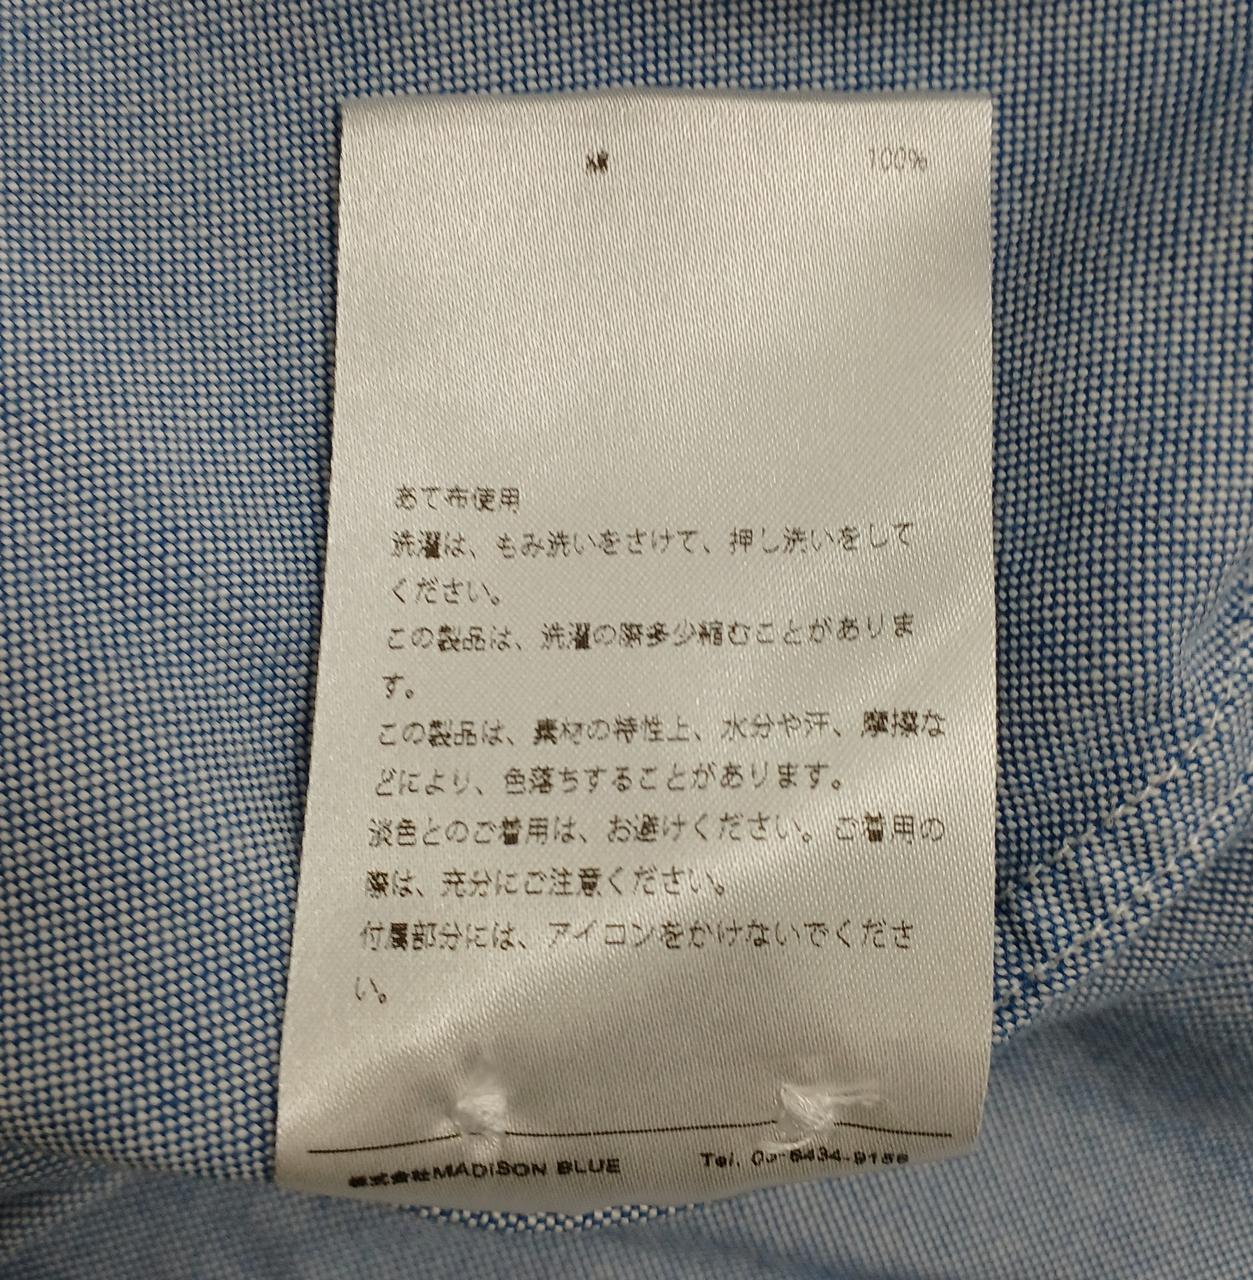 100%
あて布使用
洗濯は、もみ洗いをさけて、押し洗いをして
ください。
この製品は、洗濯の際多少縮むことがありま
す。
この製品は、素材の特性上、水分や汗、摩擦な
どにより、色落ちすることがあります。
淡色とのご着用は、お避けください。ご着用の
際は、充分にご注意ください。
付属部分には、アイロンをかけないでくださ
い。
株式会社MADISON BLUE Tel. 03-6434-9156